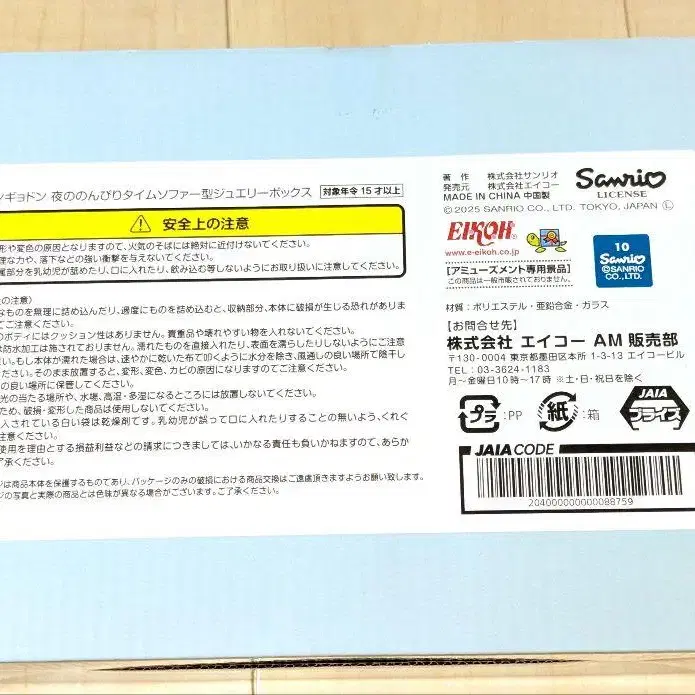 ンギョドン 夜ののんびりタイムソファー型ジュエリーボックス 対象年令 15才以上
安全上の注意
形や変色の原因となりますので、火気のそばには絶対に近付けないでください。
理な力や、落下などの強い衝撃を与えないでください。
属部分を乳幼児が舐めたり、口に入れたり、飲み込む等しないようにお取り扱いに注意してください。
の注意)
なものを無理に詰め込んだり、過度にものを詰め込むと、収納部分、本体に破損が生じる恐れがありま
てご注意ください。
のボディにはクッション性はありません。貴重品や壊れやすい物を入れないでください。
は防水加工は施されておりません。濡れたものを直接入れたり、表面を濡らしたりしないようにご注意
い。もし本体が濡れた場合は、速やかに乾いた布で叩くように水分を除き、風通しの良い場所で陰干し
ださい。そのまま放置すると、変形、変色、カビの原因になりますのでご注意ください。
の良い場所に保管してください。
光の当たる場所や、水場、高温・多湿になるところには放置しないでください。
ため、破損・変形した商品は使用しないでください。
入されている白い袋は乾燥剤です。乳幼児が誤って口に入れたりすることの無いよう、くれぐ
注意ください。
使用を理由とする損益利益などの請求につきましては、いかなる責任も負いかねますので、あらか
了承ください。
ジは商品本体を保護するものであり、パッケージのみの破損における商品交換はご遠慮頂きますようお願い致します。
ジの写真と実際の商品とは色味が異なる場合がございます。ご了承ください。
著作 株式会社サンリオ
発売元 株式会社エイコー
MADE IN CHINA 中国製
Sanrio
LICENSE
© 2025 SANRIO CO., LTD. TOKYO, JAPAN Ⓛ
EIKOH
www.e-eikoh.co.jp
【アミューズメント専用景品】
この商品は一般市販されておりません
10
Sanrio
©SANRIO
CO.,LTD.
材質：ポリエステル・亜鉛合金・ガラス
【お問合せ先】
株式会社 エイコー AM 販売部
〒130-0004 東京都墨田区本所 1-3-13 エイコービル
TEL：03-3624-1183
月〜金曜日10時〜17時 ※土・日・祝日を除く
プラ：PP
紙：箱
JAIA
プライズ
JAIA CODE